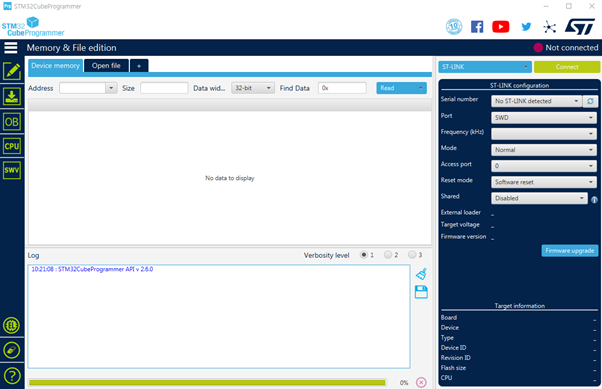 Prg STM32CubeProgrammer
STM32
CubeProgrammer
Memory & File edition
Not connected
Device memory Open file +
Address Size Data wid... 32-bit Find Data 0x Read
No data to display
Log Verbosity level 1 2 3
10:21:08 : STM32CubeProgrammer API v 2.6.0
0%
OB
CPU
SWV
?
ST-LINK Connect
ST-LINK configuration
Serial number No ST-LINK detected
Port SWD
Frequency (kHz)
Mode Normal
Access port 0
Reset mode Software reset
Shared Disabled
External loader _
Target voltage _
Firmware version _
Firmware upgrade
Target information
Board _
Device _
Type _
Device ID _
Revision ID _
Flash size _
CPU _